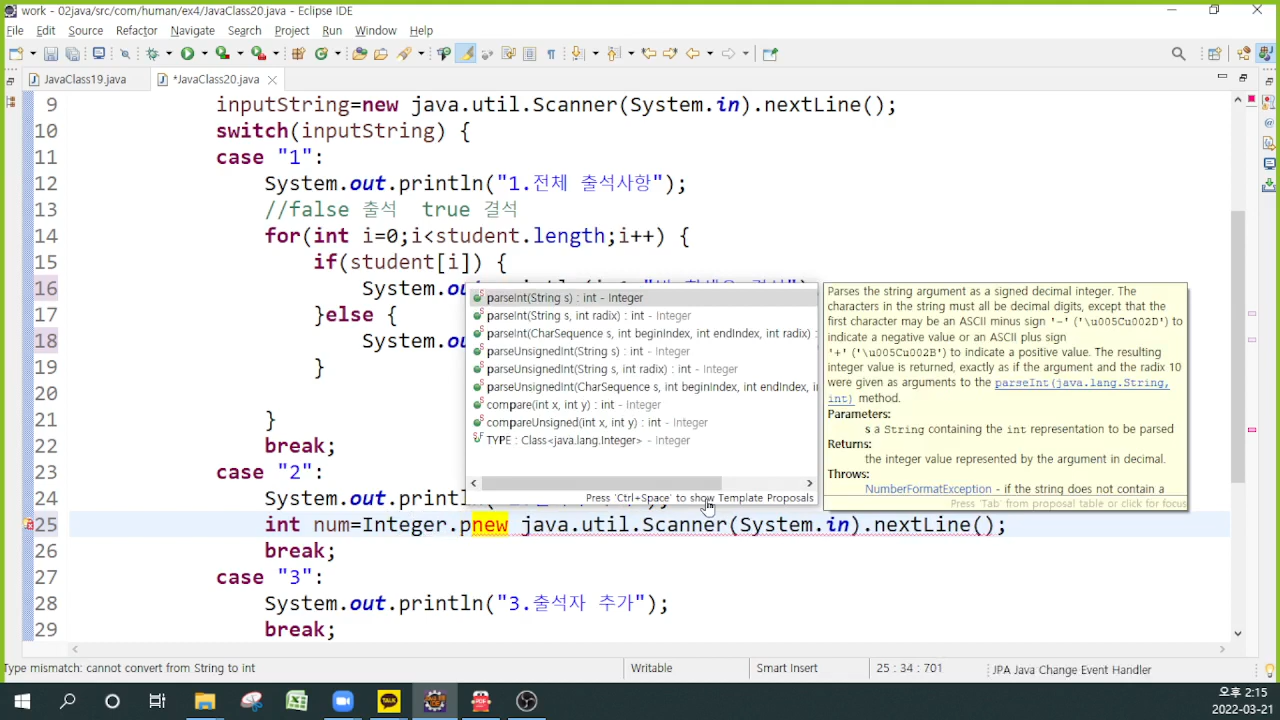 work - 02java/src/com/human/ex4/JavaClass20.java - Eclipse IDE
File Edit Source Refactor Navigate Search Project Run Window Help
JavaClass19.java *JavaClass20.java
9 inputString=new java.util.Scanner(System.in).nextLine();
10 switch(inputString) {
11 case "1":
12 System.out.println("1.전체 출석사항");
13 //false 출석 true 결석
14 for(int i=0;i<student.length;i++) {
15 if(student[i]) {
16 System.ou
17 }else {
18 System.ou
19 }
20
21 }
22 break;
23 case "2":
24 System.out.printl
25 int num=Integer.pnew java.util.Scanner(System.in).nextLine();
26 break;
27 case "3":
28 System.out.println("3.출석자 추가");
29 break;
parseInt(String s) : int - Integer
parseInt(String s, int radix) : int - Integer
parseInt(CharSequence s, int beginIndex, int endIndex, int radix) :
parseUnsignedInt(String s) : int - Integer
parseUnsignedInt(String s, int radix) : int - Integer
parseUnsignedInt(CharSequence s, int beginIndex, int endIndex, in
compare(int x, int y) : int - Integer
compareUnsigned(int x, int y) : int - Integer
TYPE : Class<java.lang.Integer> - Integer
Press 'Ctrl+Space' to show Template Proposals
Parses the string argument as a signed decimal integer. The
characters in the string must all be decimal digits, except that the
first character may be an ASCII minus sign '-' ('\u005Cu002D') to
indicate a negative value or an ASCII plus sign
'+' ('\u005Cu002B') to indicate a positive value. The resulting
integer value is returned, exactly as if the argument and the radix 10
were given as arguments to the parseInt(java.lang.String,
int) method.
Parameters:
s a String containing the int representation to be parsed
Returns:
the integer value represented by the argument in decimal.
Throws:
NumberFormatException - if the string does not contain a
Press 'Tab' from proposal table or click for focus
Type mismatch: cannot convert from String to int
Writable
Smart Insert
25 : 34 : 701
JPA Java Change Event Handler
TALK
PDF
오후 2:15
2022-03-21